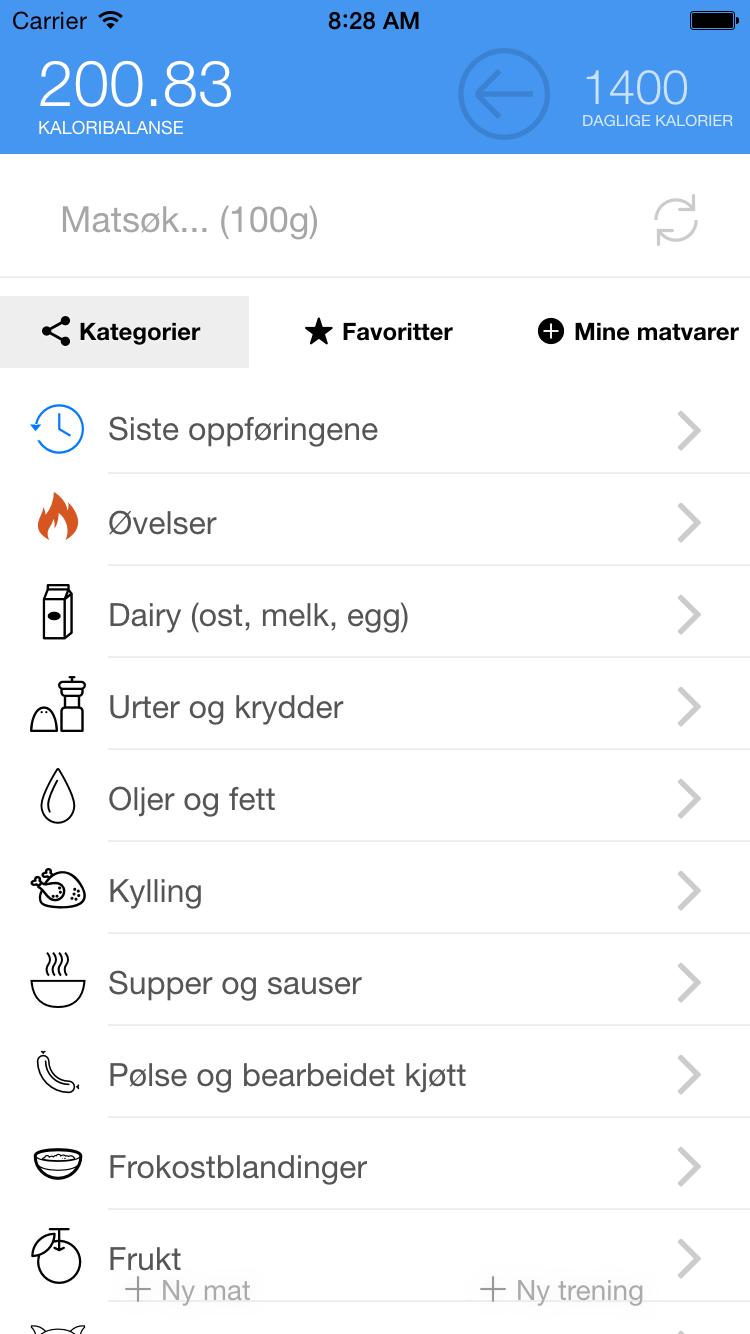 Carrier 8:28 AM
200.83 1400
KALORIBALANSE DAGLIGE KALORIER
Matsøk... (100g)
Kategorier Favoritter Mine matvarer
Siste oppføringene
Øvelser
Dairy (ost, melk, egg)
Urter og krydder
Oljer og fett
Kylling
Supper og sauser
Pølse og bearbeidet kjøtt
Frokostblandinger
Frukt
Ny mat Ny trening